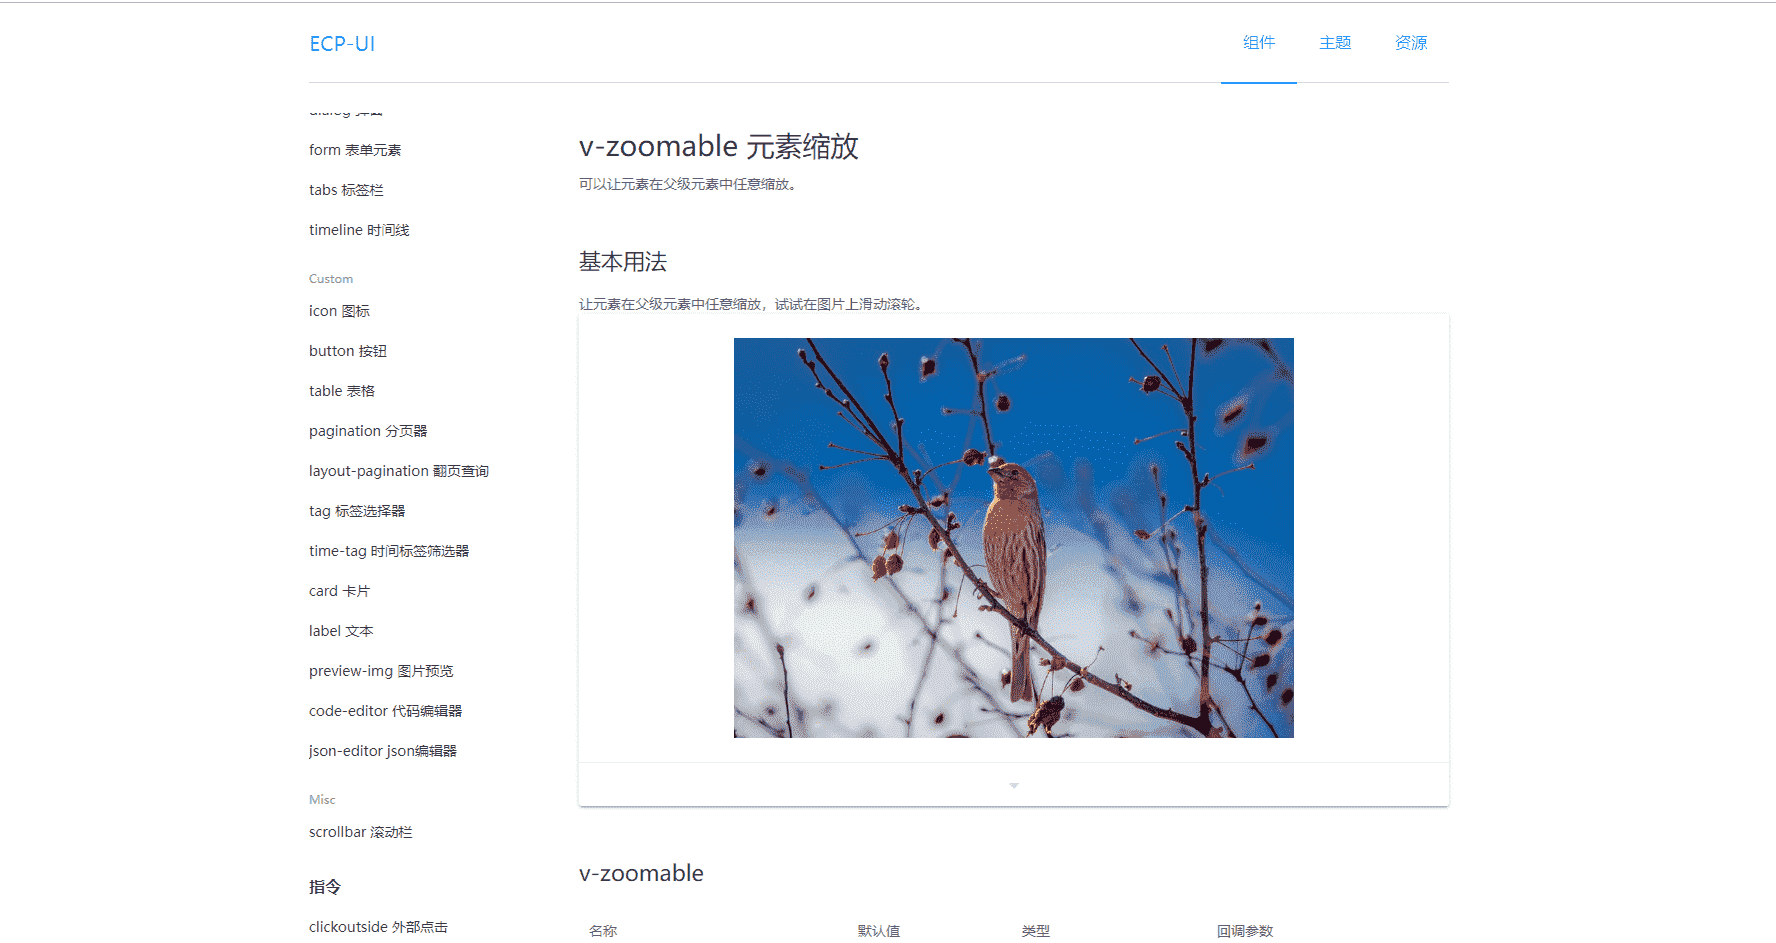 ECP-UI
组件
主题
资源
form 表单元素
tabs 标签栏
timeline 时间线
Custom
icon 图标
button 按钮
table 表格
pagination 分页器
layout-pagination 翻页查询
tag 标签选择器
time-tag 时间标签筛选器
card 卡片
label 文本
preview-img 图片预览
code-editor 代码编辑器
json-editor json编辑器
Misc
scrollbar 滚动栏
指令
clickoutside 外部点击
v-zoomable 元素缩放
可以让元素在父级元素中任意缩放。
基本用法
让元素在父级元素中任意缩放，试试在图片上滑动滚轮。
v-zoomable
名称 默认值 类型 回调参数